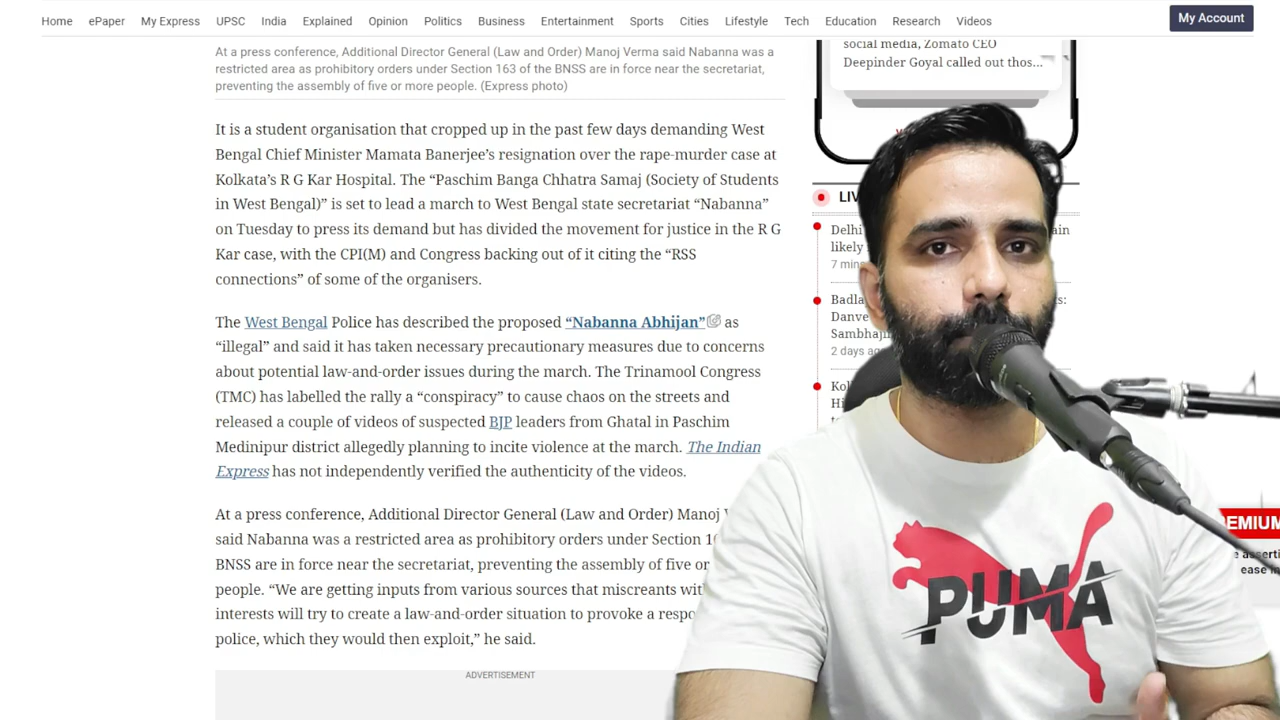 Home ePaper My Express UPSC India Explained Opinion Politics Business Entertainment Sports Cities Lifestyle Tech Education Research Videos My Account
At a press conference, Additional Director General (Law and Order) Manoj Verma said Nabanna was a
restricted area as prohibitory orders under Section 163 of the BNSS are in force near the secretariat,
preventing the assembly of five or more people. (Express photo)
It is a student organisation that cropped up in the past few days demanding West
Bengal Chief Minister Mamata Banerjee's resignation over the rape-murder case at
Kolkata's R G Kar Hospital. The “Paschim Banga Chhatra Samaj (Society of Students
in West Bengal)” is set to lead a march to West Bengal state secretariat “Nabanna”
on Tuesday to press its demand but has divided the movement for justice in the R G
Kar case, with the CPI(M) and Congress backing out of it citing the “RSS
connections” of some of the organisers.
The West Bengal Police has described the proposed “Nabanna Abhijan” as
“illegal” and said it has taken necessary precautionary measures due to concerns
about potential law-and-order issues during the march. The Trinamool Congress
(TMC) has labelled the rally a “conspiracy” to cause chaos on the streets and
released a couple of videos of suspected BJP leaders from Ghatal in Paschim
Medinipur district allegedly planning to incite violence at the march. The Indian
Express has not independently verified the authenticity of the videos.
At a press conference, Additional Director General (Law and Order) Manoj
said Nabanna was a restricted area as prohibitory orders under Section
BNSS are in force near the secretariat, preventing the assembly of five or
people. “We are getting inputs from various sources that miscreants
interests will try to create a law-and-order situation to provoke a
police, which they would then exploit,” he said.
ADVERTISEMENT
social media, Zomato CEO
Deepinder Goyal called out thos...
Delhi
likely
7
Danve
2 days
PUMA